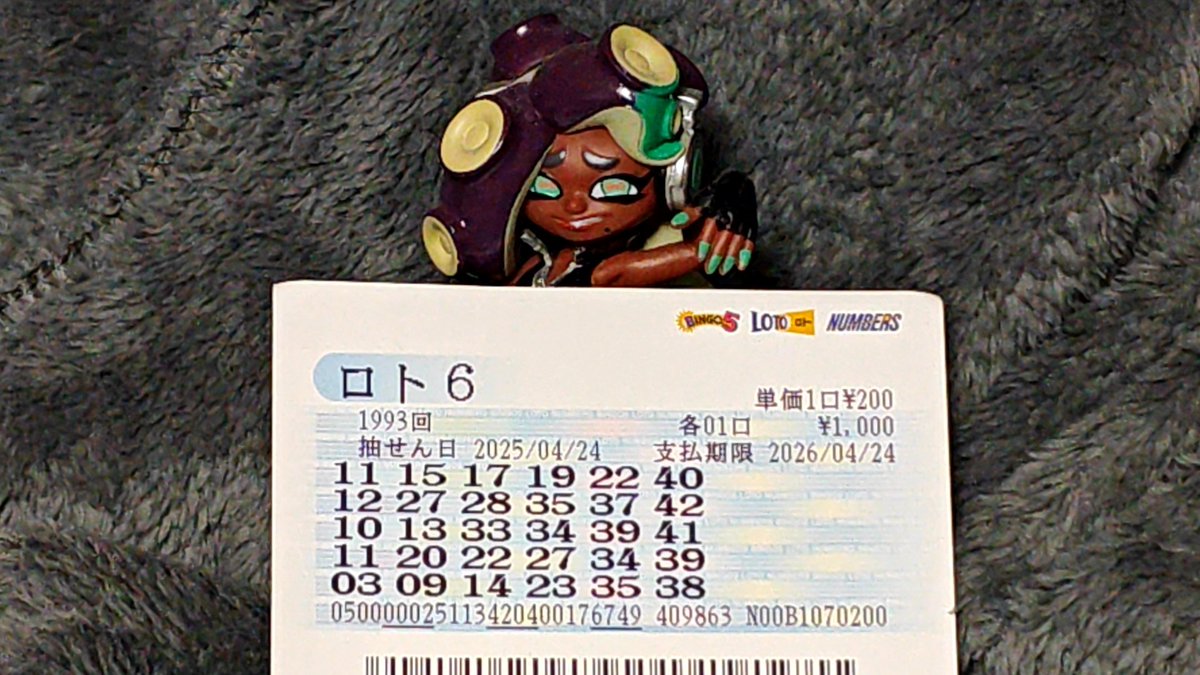 BINGO5 LOTO NUMBERS
ロト6
単価1口¥200
1993回 各01口 ¥1,000
抽せん日 2025/04/24 支払期限 2026/04/24
11 15 17 19 22 40
12 27 28 35 37 42
10 13 33 34 39 41
11 20 22 27 34 39
03 09 14 23 35 38
050000025113420400176749 409863 N00B1070200